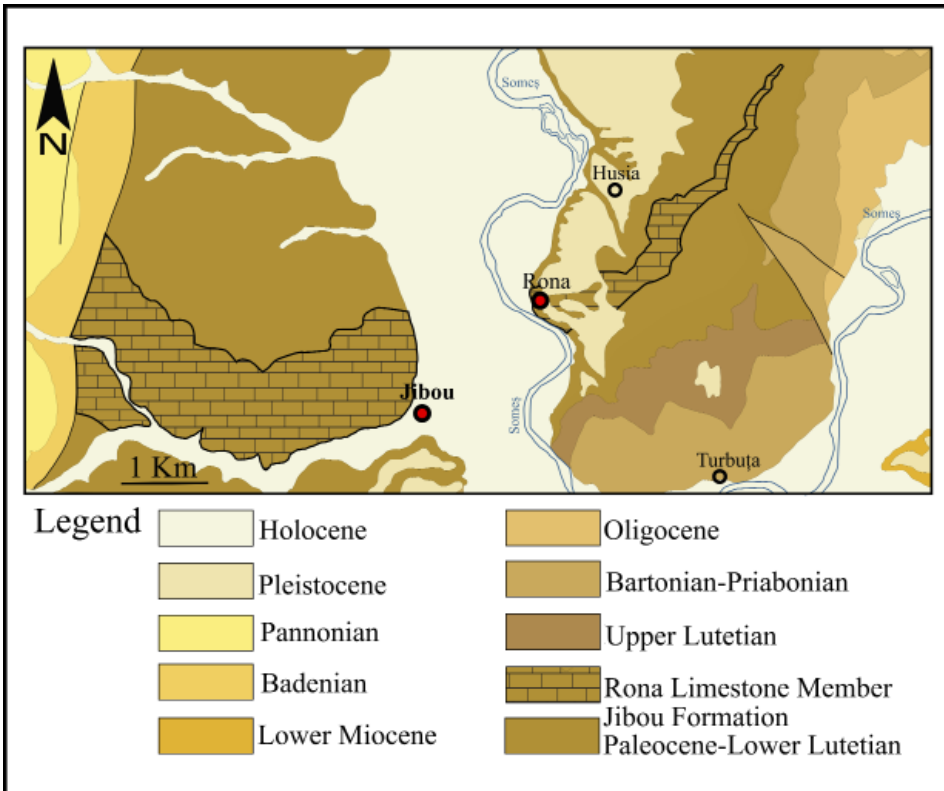 Someș
Husia
Someș
Rona
Jibou
Someș
Turbuța
1 Km
N
Legend
Holocene
Pleistocene
Pannonian
Badenian
Lower Miocene
Oligocene
Bartonian-Priabonian
Upper Lutetian
Rona Limestone Member
Jibou Formation
Paleocene-Lower Lutetian